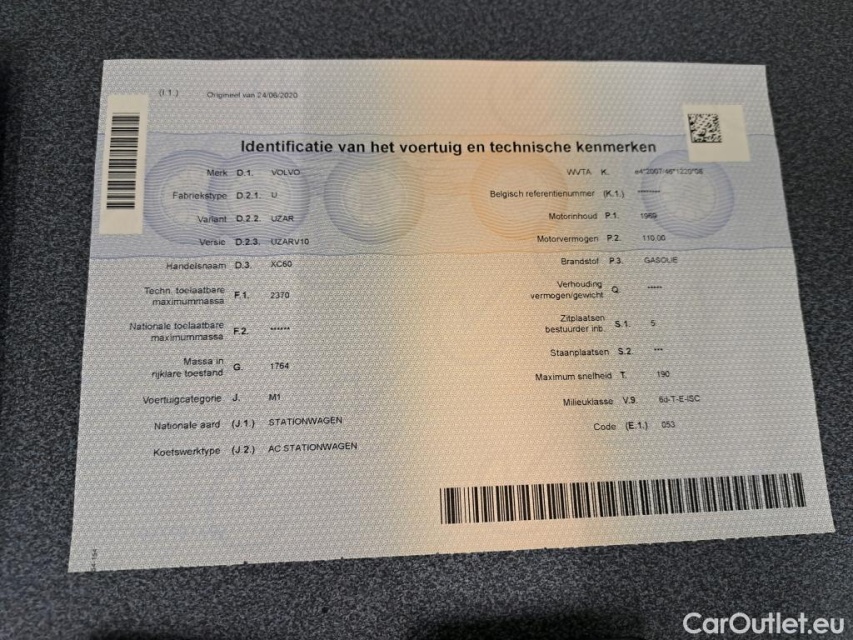 (I.1.) Origineel van 24/06/2020
Identificatie van het voertuig en technische kenmerken
Merk D.1. VOLVO
Fabriekstype D.2.1. U
Variant D.2.2. UZAR
Versie D.2.3. UZARV10
Handelsnaam D.3. XC60
Techn. toelaatbare
maximummassa F.1. 2370
Nationale toelaatbare
maximummassa F.2. ******
Massa in
rijklare toestand G. 1764
Voertuigcategorie J. M1
Nationale aard (J.1.) STATIONWAGEN
Koetswerktype (J.2.) AC STATIONWAGEN
WVTA K.
Belgisch referentienummer (K.1.)
Motorinhoud P.1. 1969
Motorvermogen P.2. 110.00
Brandstof P.3. GASOLIE
Verhouding
vermogen/gewicht Q. *****
Zitplaatsen
bestuurder inb. S.1. 5
Staanplaatsen S.2. ***
Maximum snelheid T. 190
Milieuklasse V.9. 6d-T-E-ISC
Code (E.1.) 053
CarOutlet.eu